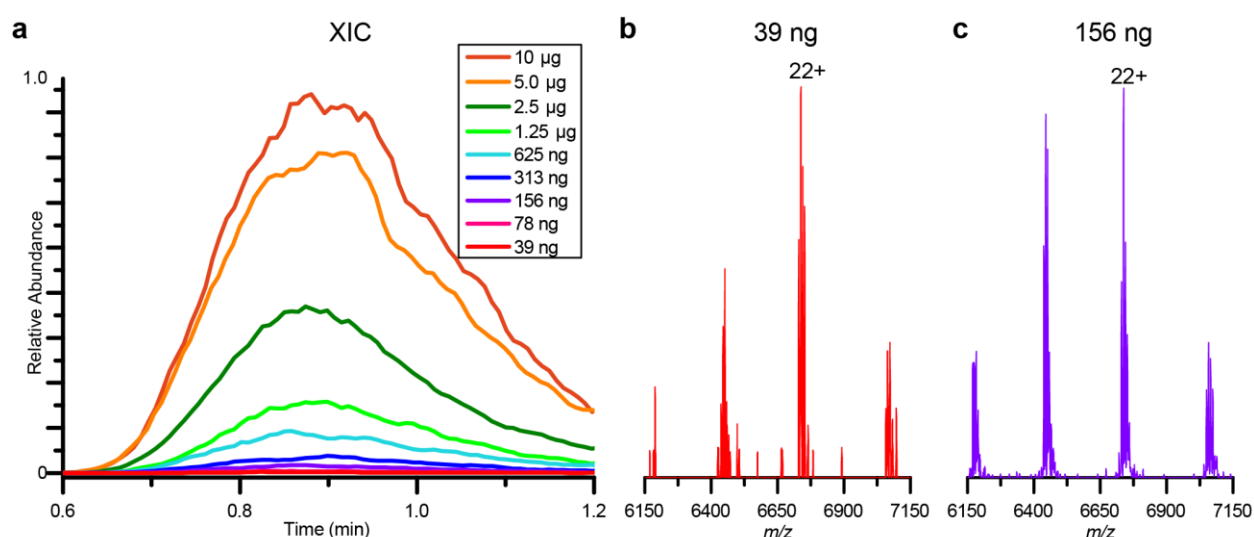 a
XIC
1.0
0
Relative Abundance
0.6
0.8
1.0
1.2
Time (min)
10 µg
5.0 µg
2.5 µg
1.25 µg
625 ng
313 ng
156 ng
78 ng
39 ng
b
39 ng
22+
6150
6400
6650
6900
7150
m/z
c
156 ng
22+
6150
6400
6650
6900
7150
m/z